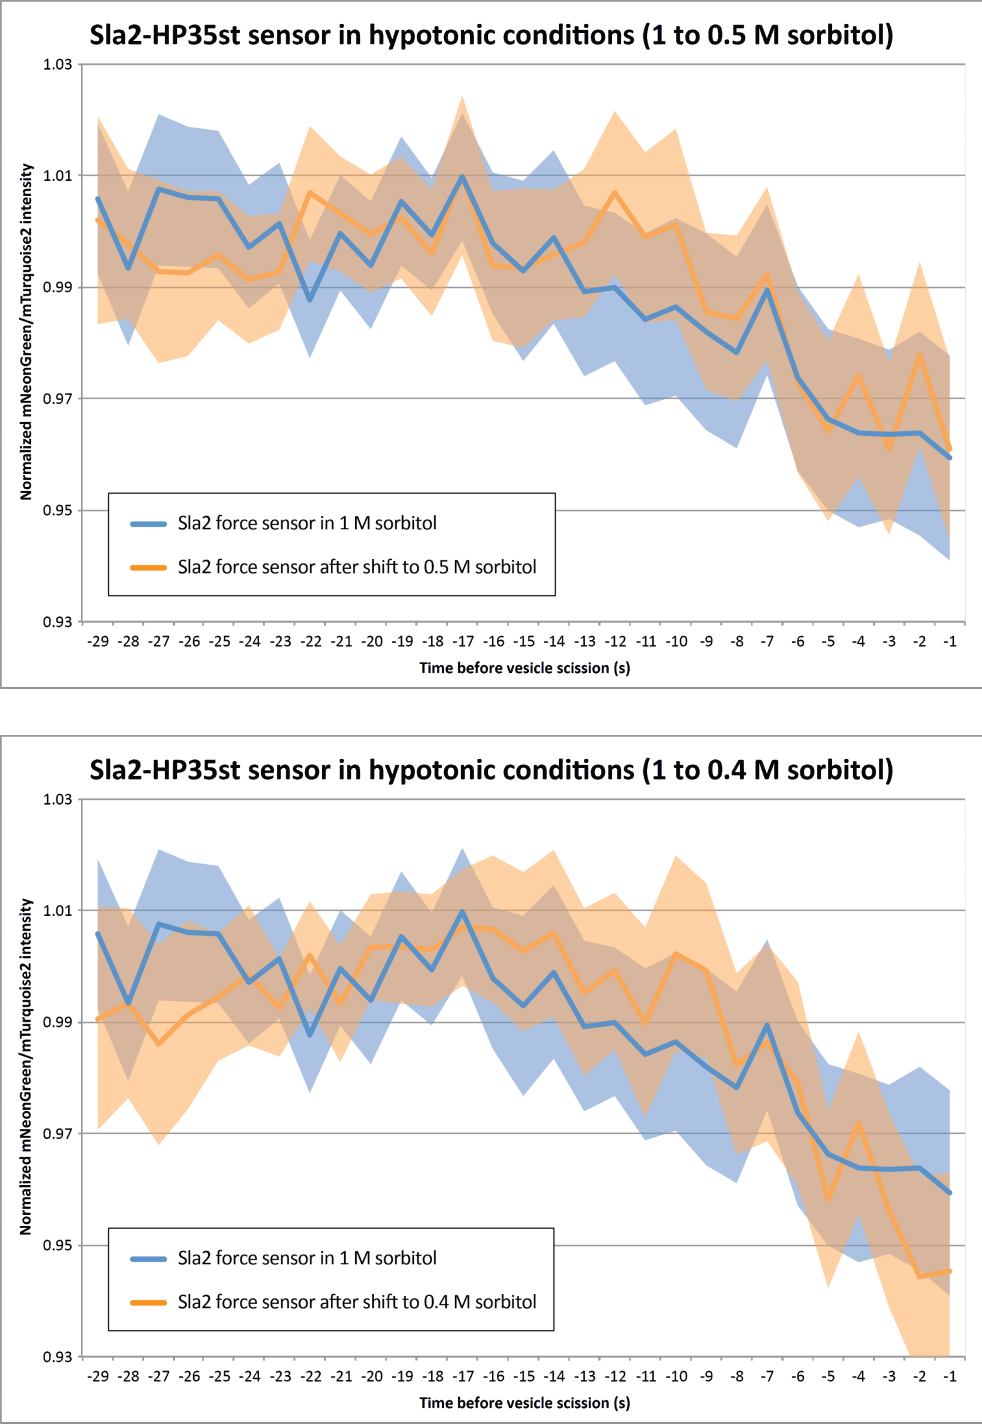 Sla2-HP35st sensor in hypotonic conditions (1 to 0.5 M sorbitol)
Normalized mNeonGreen/mTurquoise2 intensity
1.03
1.01
0.99
0.97
0.95
0.93
Sla2 force sensor in 1 M sorbitol
Sla2 force sensor after shift to 0.5 M sorbitol
-29 -28 -27 -26 -25 -24 -23 -22 -21 -20 -19 -18 -17 -16 -15 -14 -13 -12 -11 -10 -9 -8 -7 -6 -5 -4 -3 -2 -1
Time before vesicle scission (s)
Sla2-HP35st sensor in hypotonic conditions (1 to 0.4 M sorbitol)
Normalized mNeonGreen/mTurquoise2 intensity
1.03
1.01
0.99
0.97
0.95
0.93
Sla2 force sensor in 1 M sorbitol
Sla2 force sensor after shift to 0.4 M sorbitol
-29 -28 -27 -26 -25 -24 -23 -22 -21 -20 -19 -18 -17 -16 -15 -14 -13 -12 -11 -10 -9 -8 -7 -6 -5 -4 -3 -2 -1
Time before vesicle scission (s)